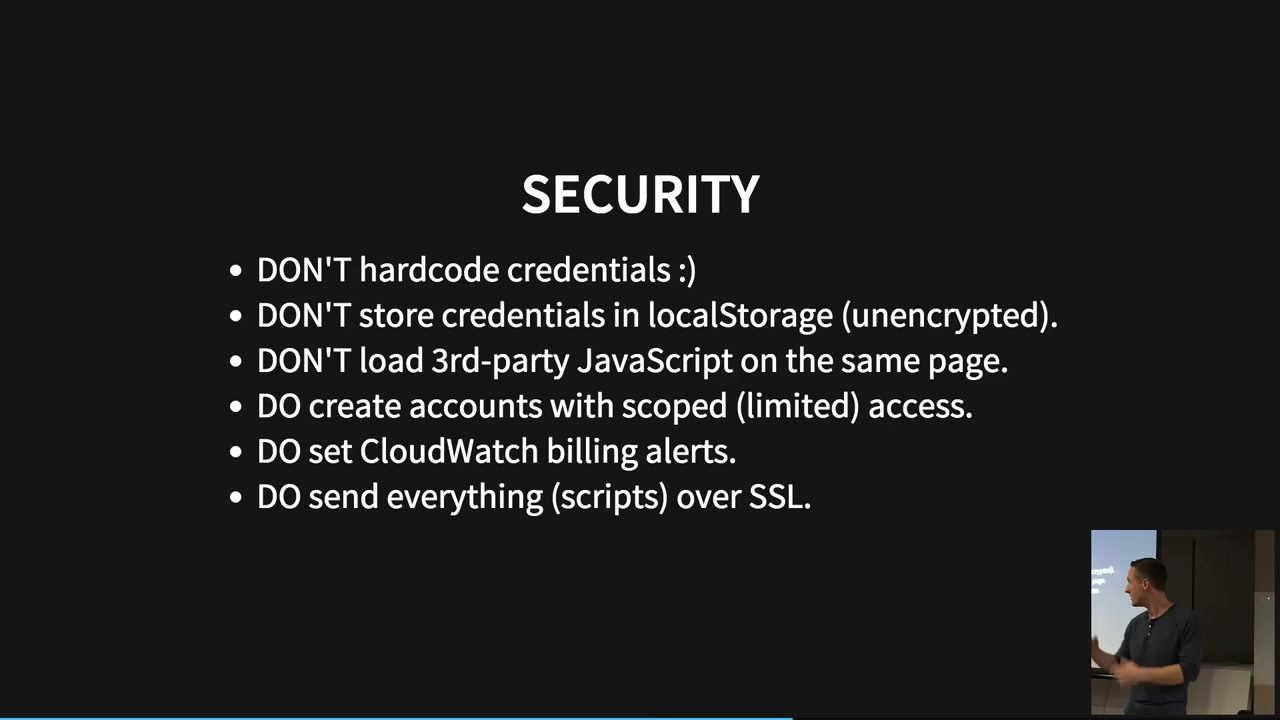 SECURITY
DON'T hardcode credentials :)
DON'T store credentials in localStorage (unencrypted).
DON'T load 3rd-party JavaScript on the same page.
DO create accounts with scoped (limited) access.
DO set CloudWatch billing alerts.
DO send everything (scripts) over SSL.